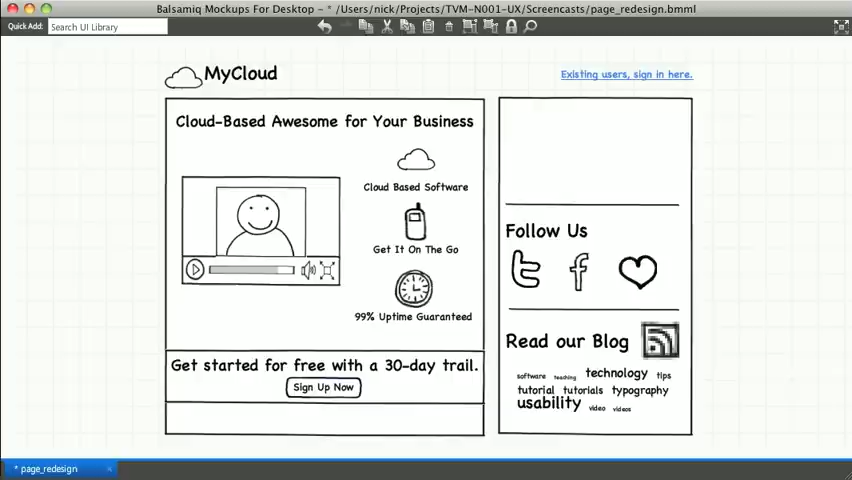 Balsamiq Mockups For Desktop - * /Users/nick/Projects/TVM-N001-UX/Screencasts/page_redesign.bmml
Quick Add: Search UI Library
MyCloud
Existing users, sign in here.
Cloud-Based Awesome for Your Business
Cloud Based Software
Get It On The Go
99% Uptime Guaranteed
Get started for free with a 30-day trail.
Sign Up Now
Follow Us
Read our Blog
software teaching technology tips
tutorial tutorials typography
usability video videos
* page_redesign